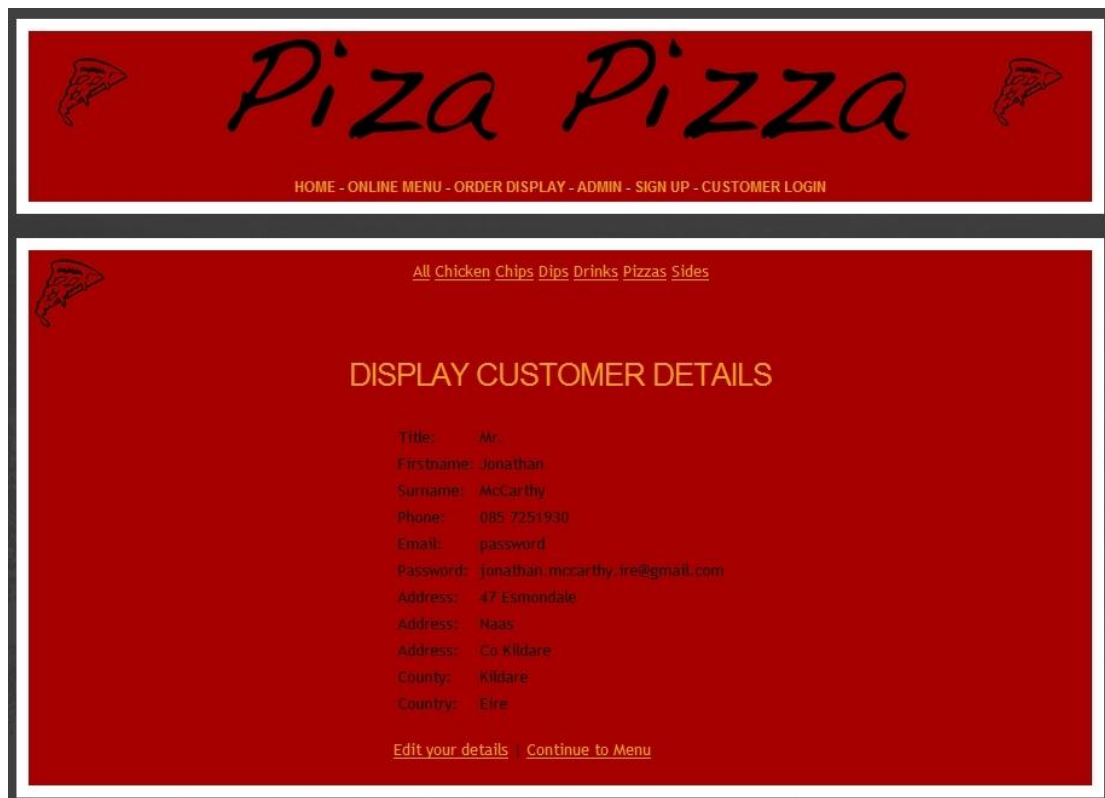 Piza Pizza
HOME - ONLINE MENU - ORDER DISPLAY - ADMIN - SIGN UP - CUSTOMER LOGIN
All Chicken Chips Dips Drinks Pizzas Sides
DISPLAY CUSTOMER DETAILS
Title: Mr.
Firstname: Jonathan
Surname: McCarthy
Phone: 085 7251930
Email: password
Password: jonathan.mccarthy.ire@gmail.com
Address: 47 Esmondale
Address: Naas
Address: Co Kildare
County: Kildare
Country: Eire
Edit your details | Continue to Menu